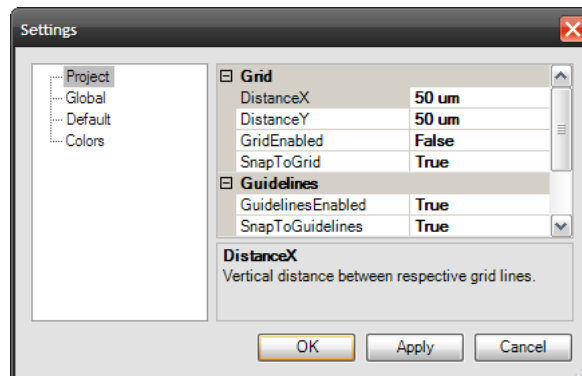 Settings
Project
Global
Default
Colors
Grid
DistanceX 50 um
DistanceY 50 um
GridEnabled False
SnapToGrid True
Guidelines
GuidelinesEnabled True
SnapToGuidelines True
DistanceX
Vertical distance between respective grid lines.
OK Apply Cancel